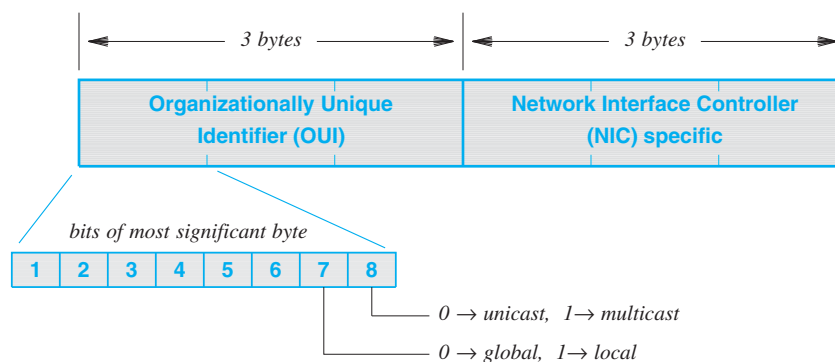 3 bytes 3 bytes
Organizationally Unique
Identifier (OUI)
Network Interface Controller
(NIC) specific
bits of most significant byte
1 2 3 4 5 6 7 8
0 → unicast, 1→ multicast
0 → global, 1→ local